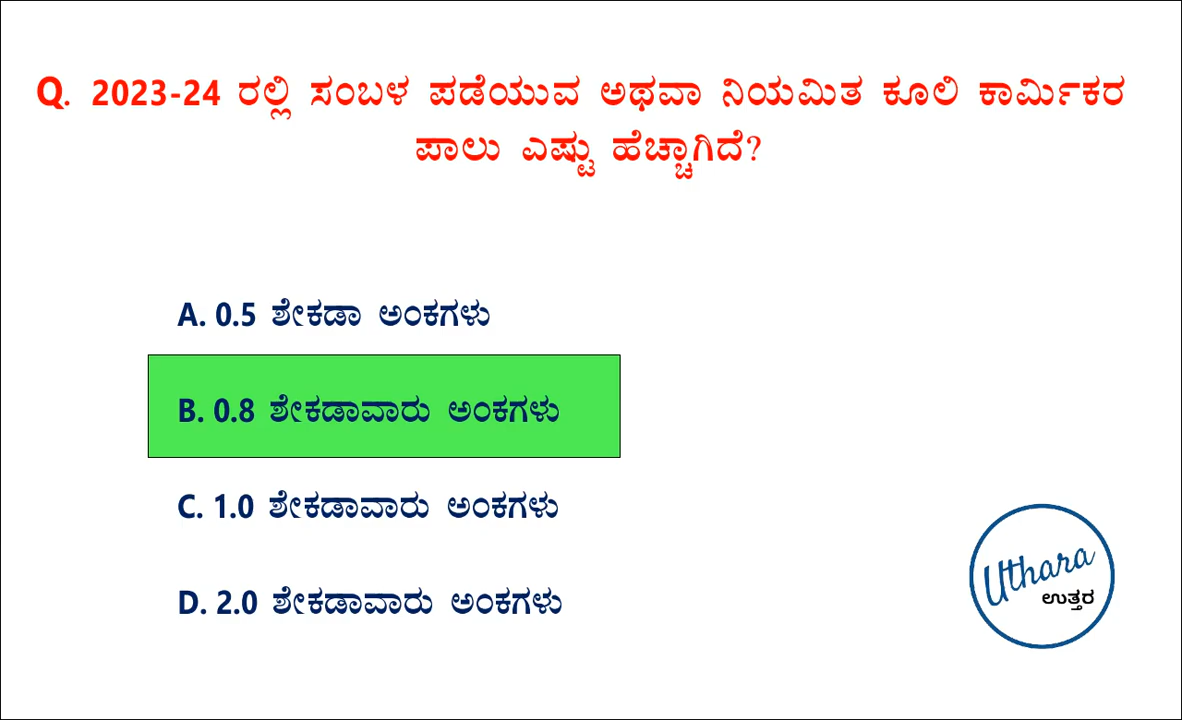 Q. 2023-24 ರಲ್ಲಿ ಸಂಬಳ ಪಡೆಯುವ ಅಥವಾ ನಿಯಮಿತ ಕೂಲಿ ಕಾರ್ಮಿಕರ
ಪಾಲು ಎಷ್ಟು ಹೆಚ್ಚಾಗಿದೆ?
A. 0.5 ಶೇಕಡಾ ಅಂಕಗಳು
B. 0.8 ಶೇಕಡಾವಾರು ಅಂಕಗಳು
C. 1.0 ಶೇಕಡಾವಾರು ಅಂಕಗಳು
D. 2.0 ಶೇಕಡಾವಾರು ಅಂಕಗಳು
Uthara
ಉತ್ತರ